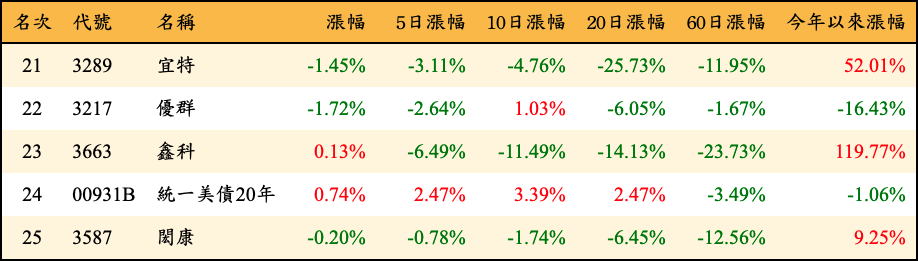 名次 代號 名稱 漲幅 5日漲幅 10日漲幅 20日漲幅 60日漲幅 今年以來漲幅
21 3289 宜特 -1.45% -3.11% -4.76% -25.73% -11.95% 52.01%
22 3217 優群 -1.72% -2.64% 1.03% -6.05% -1.67% -16.43%
23 3663 鑫科 0.13% -6.49% -11.49% -14.13% -23.73% 119.77%
24 00931B 統一美債20年 0.74% 2.47% 3.39% 2.47% -3.49% -1.06%
25 3587 閎康 -0.20% -0.78% -1.74% -6.45% -12.56% 9.25%